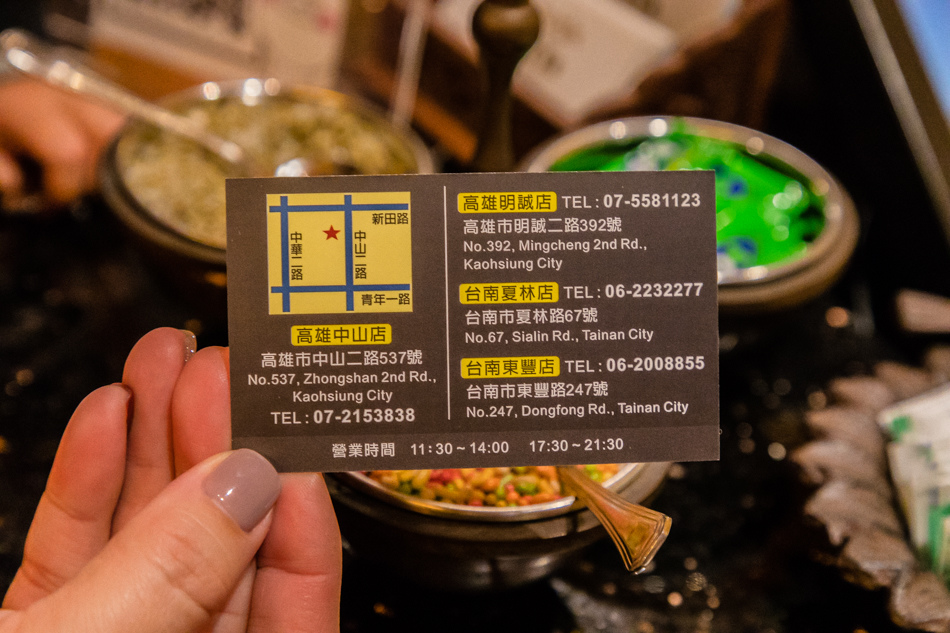 新田路
中華二路
中山二路
青年一路
高雄中山店
高雄市中山二路537號
No.537, Zhongshan 2nd Rd.,
Kaohsiung City
TEL : 07-2153838
高雄明誠店 TEL : 07-5581123
高雄市明誠二路392號
No.392, Mingcheng 2nd Rd.,
Kaohsiung City
台南夏林店 TEL : 06-2232277
台南市夏林路67號
No.67, Sialin Rd., Tainan City
台南東豐店 TEL : 06-2008855
台南市東豐路247號
No.247, Dongfong Rd., Tainan City
營業時間 11:30~14:00 17:30~21:30